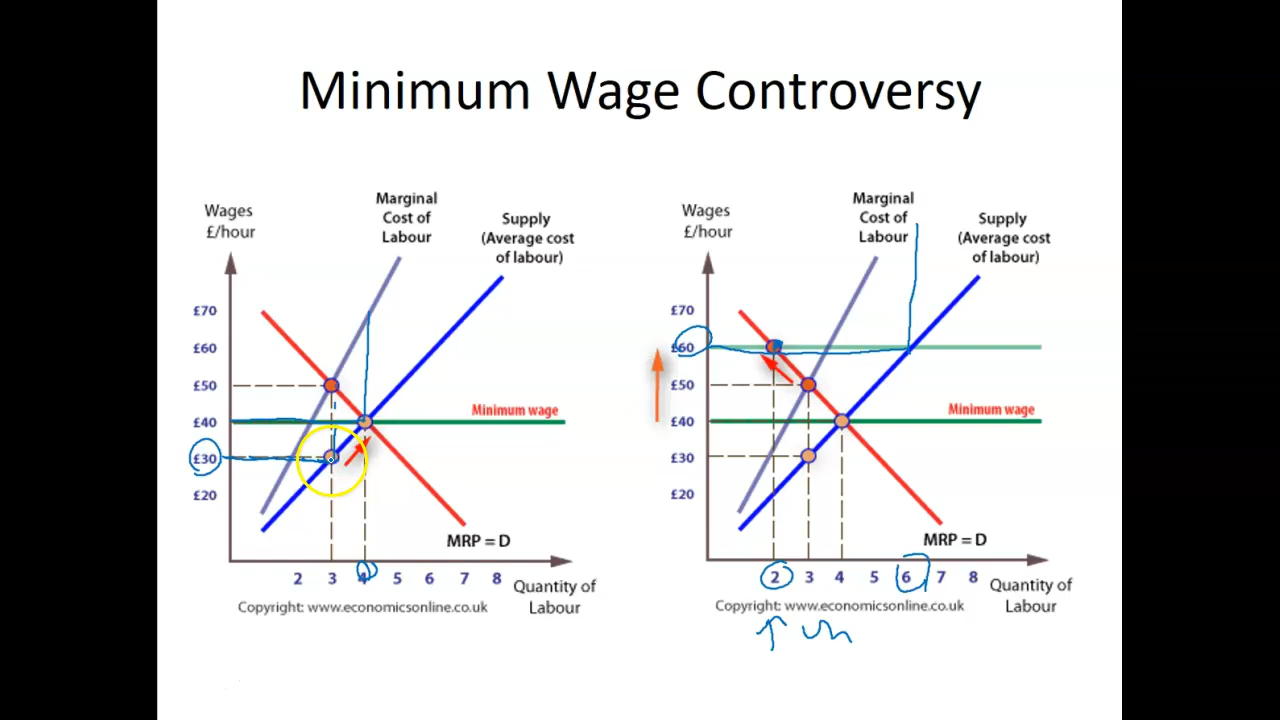 Minimum Wage Controversy
Wages
£/hour
Marginal
Cost of
Labour
Supply
(Average cost
of labour)
£70
£60
£50
£40
£30
£20
Minimum wage
MRP = D
2 3 4 5 6 7 8
Quantity of
Labour
Copyright: www.economicsonline.co.uk
Wages
£/hour
Marginal
Cost of
Labour
Supply
(Average cost
of labour)
£70
£60
£50
£40
£30
£20
Minimum wage
MRP = D
2 3 4 5 6 7 8
Quantity of
Labour
Copyright: www.economicsonline.co.uk